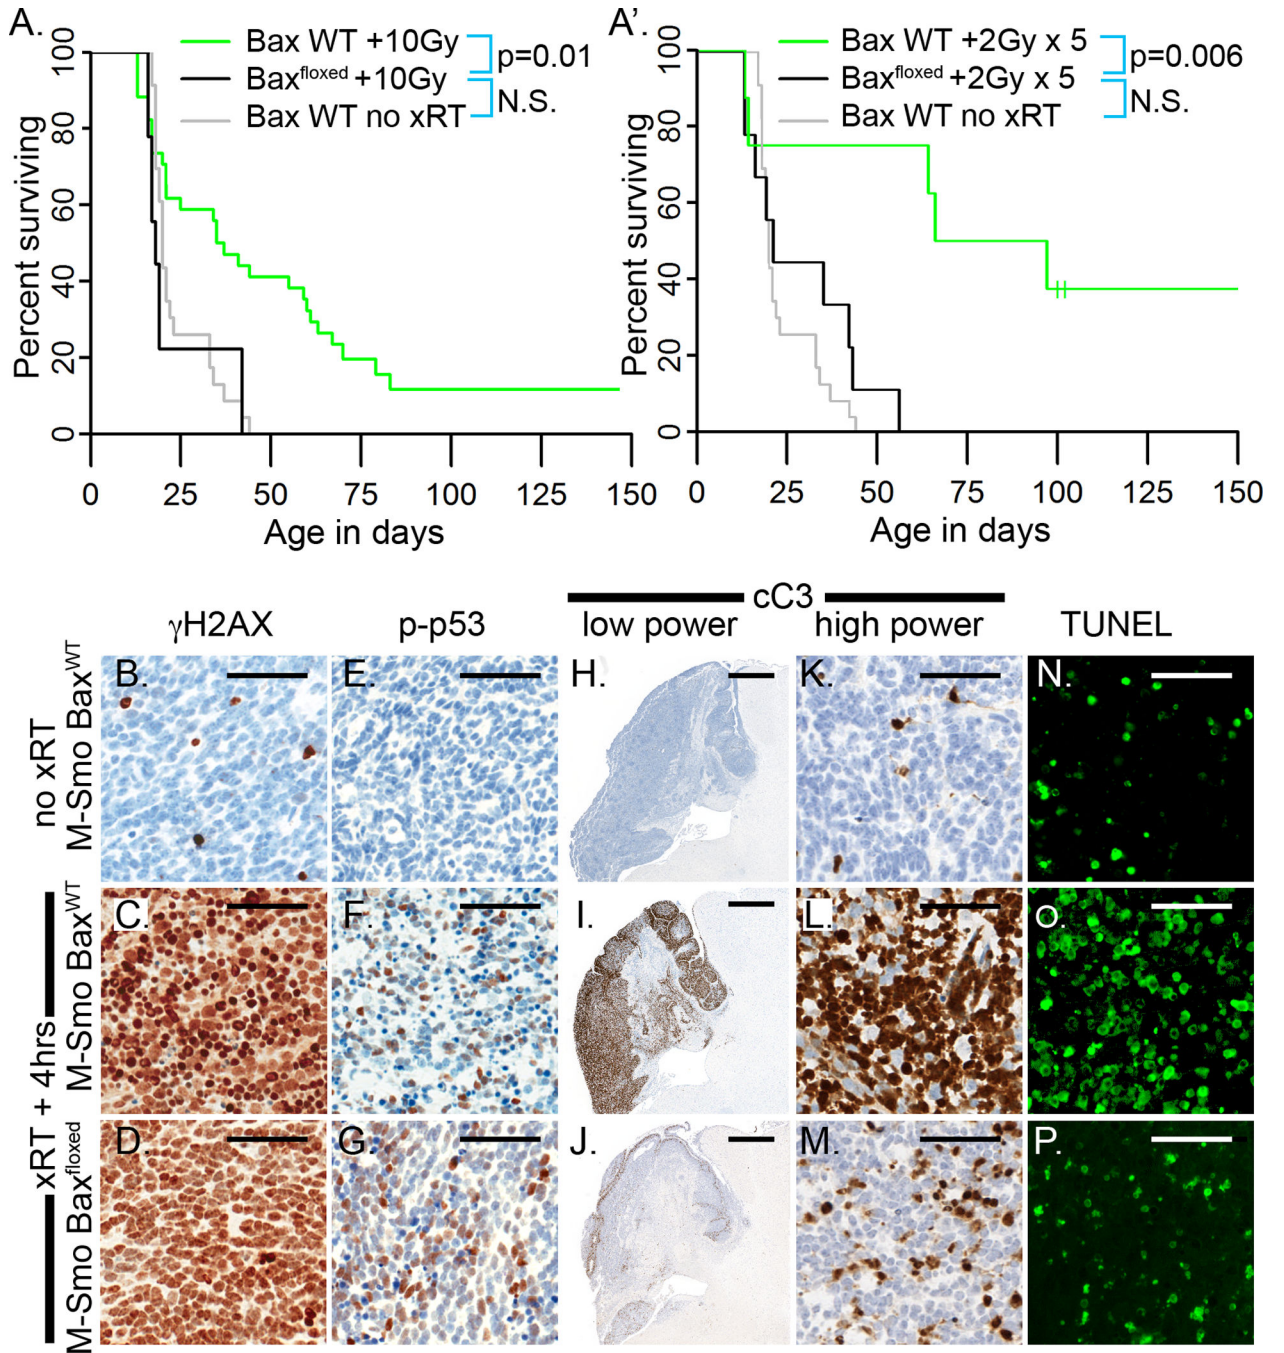 A.
Bax WT +10Gy
Baxfloxed +10Gy
Bax WT no xRT
p=0.01
N.S.
Percent surviving
100
80
60
40
20
0
0 25 50 75 100 125 150
Age in days
A'.
Bax WT +2Gy x 5
Baxfloxed +2Gy x 5
Bax WT no xRT
p=0.006
N.S.
Percent surviving
100
80
60
40
20
0
0 25 50 75 100 125 150
Age in days
cC3
γH2AX p-p53 low power high power TUNEL
no xRT
M-Smo BaxWT
B. E. H. K. N.
xRT + 4hrs
M-Smo BaxWT
C. F. I. L. O.
M-Smo Baxfloxed
D. G. J. M. P.